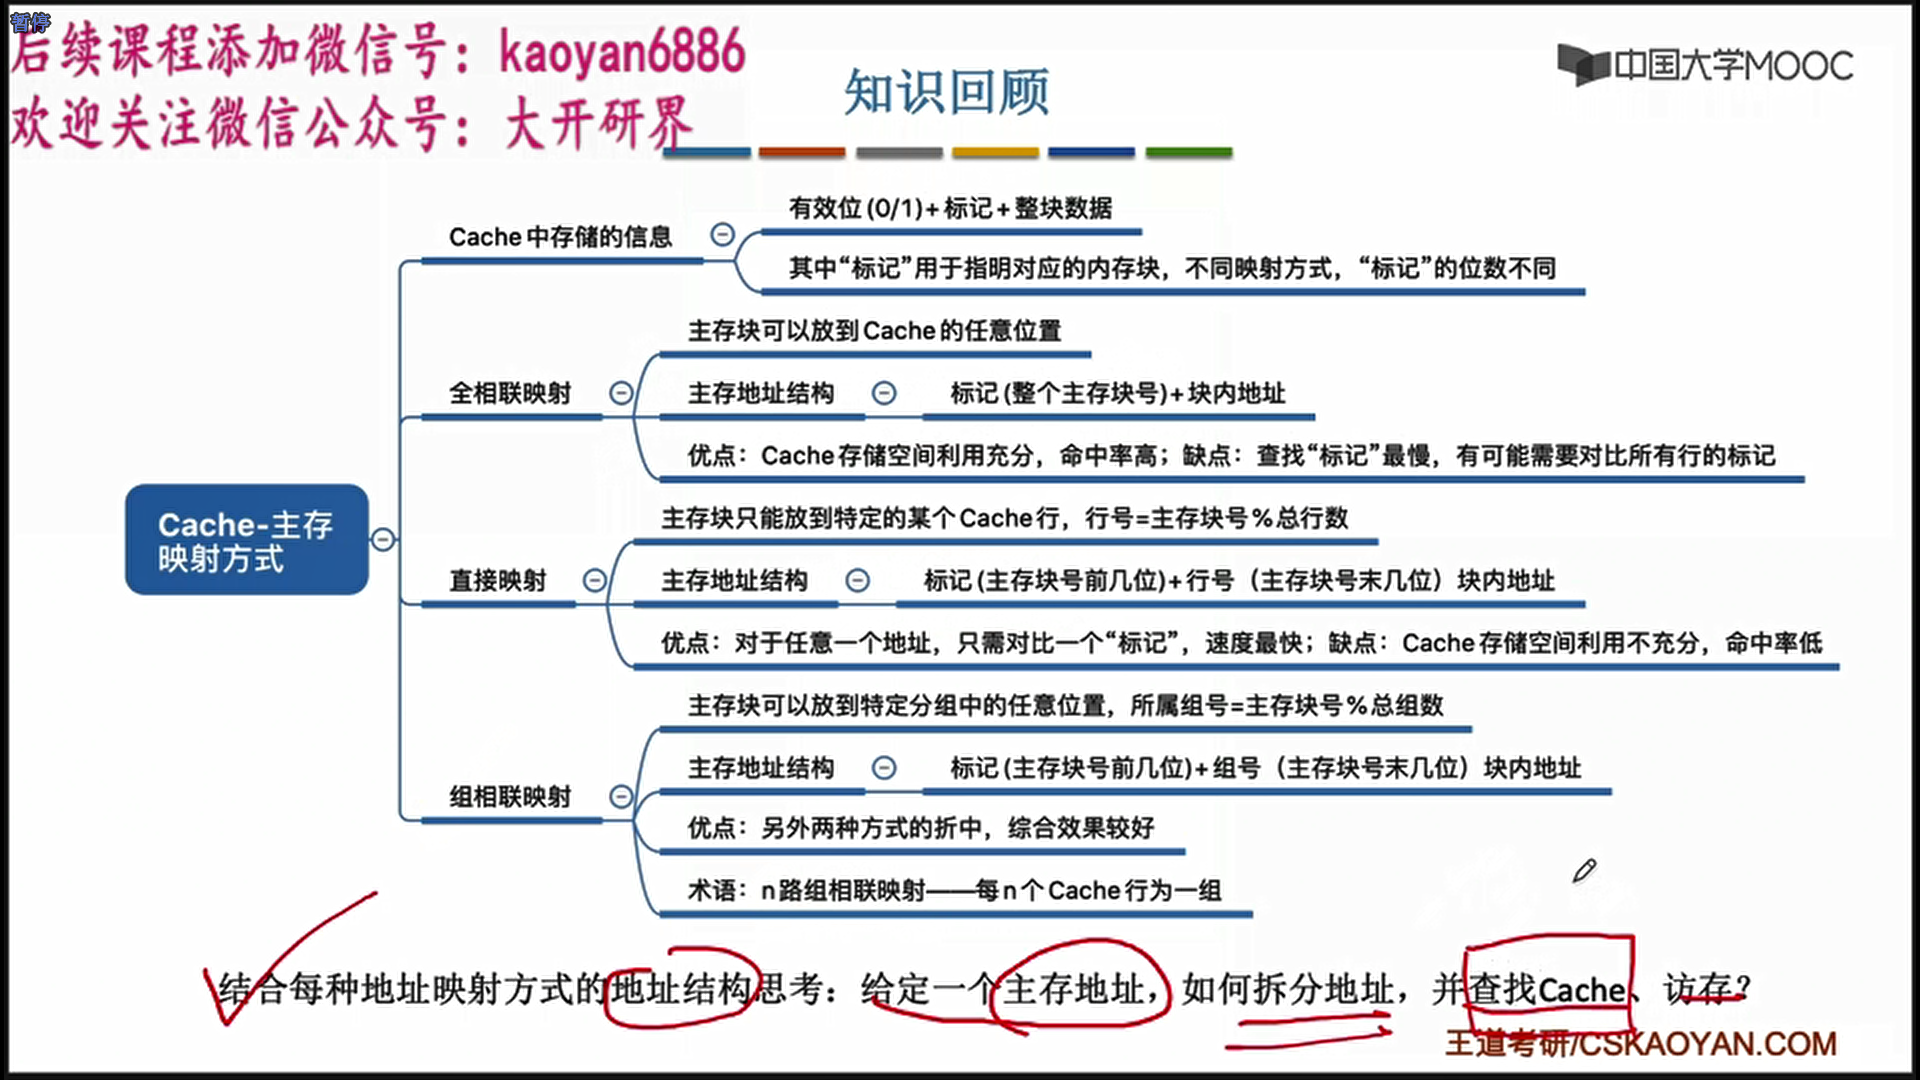 暂停
后续课程添加微信号：kaoyan6886
欢迎关注微信公众号：大开研界
知识回顾
中国大学MOOC
Cache-主存
映射方式
Cache中存储的信息
有效位(0/1)+标记+整块数据
其中“标记”用于指明对应的内存块，不同映射方式，“标记”的位数不同
全相联映射
主存块可以放到Cache的任意位置
主存地址结构
标记(整个主存块号)+块内地址
优点：Cache存储空间利用充分，命中率高；缺点：查找“标记”最慢，有可能需要对比所有行的标记
直接映射
主存块只能放到特定的某个Cache行，行号=主存块号%总行数
主存地址结构
标记(主存块号前几位)+行号（主存块号末几位）块内地址
优点：对于任意一个地址，只需对比一个“标记”，速度最快；缺点：Cache存储空间利用不充分，命中率低
组相联映射
主存块可以放到特定分组中的任意位置，所属组号=主存块号%总组数
主存地址结构
标记(主存块号前几位)+组号（主存块号末几位）块内地址
优点：另外两种方式的折中，综合效果较好
术语：n路组相联映射——每n个Cache行为一组
结合每种地址映射方式的地址结构思考：给定一个主存地址，如何拆分地址，并查找Cache、访存？
王道考研/CSKAOYAN.COM